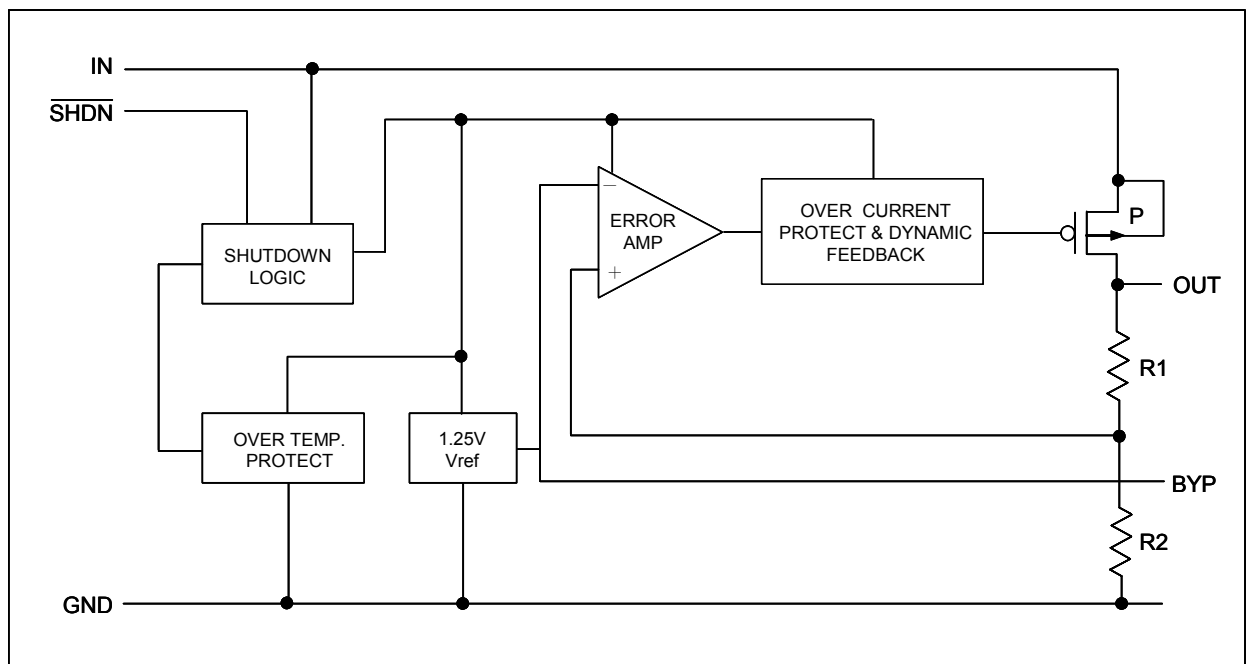 IN
SHDN
SHUTDOWN
LOGIC
−
ERROR
AMP
+
OVER CURRENT
PROTECT & DYNAMIC
FEEDBACK
P
OUT
R1
OVER TEMP.
PROTECT
1.25V
Vref
BYP
R2
GND